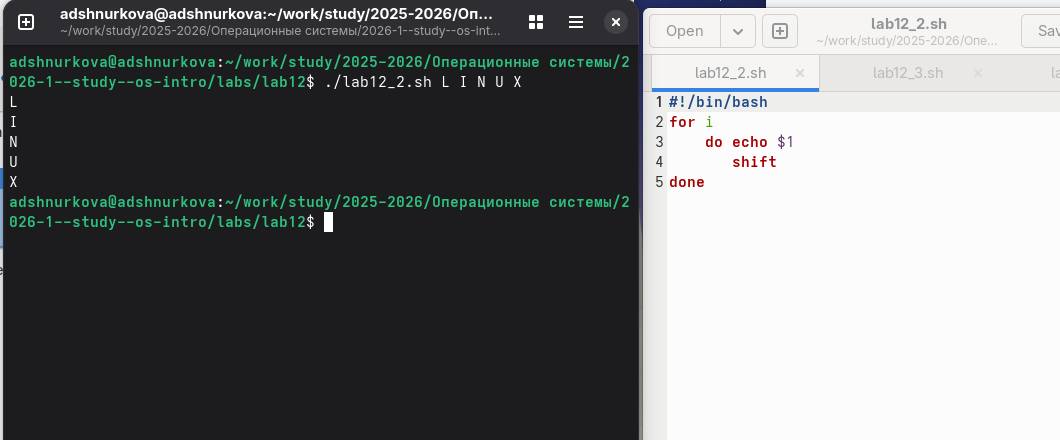 adshnurkova@adshnurkova:~/work/study/2025-2026/Оп...
~/work/study/2025-2026/Операционные системы/2026-1--study--os-int...
adshnurkova@adshnurkova:~/work/study/2025-2026/Операционные системы/2
026-1--study--os-intro/labs/lab12$ ./lab12_2.sh L I N U X
L
I
N
U
X
adshnurkova@adshnurkova:~/work/study/2025-2026/Операционные системы/2
026-1--study--os-intro/labs/lab12$
Open
lab12_2.sh
~/work/study/2025-2026/Опе...
Sav
lab12_2.sh ×
lab12_3.sh ×
la
1 #!/bin/bash
2 for i
3 do echo $1
4 shift
5 done